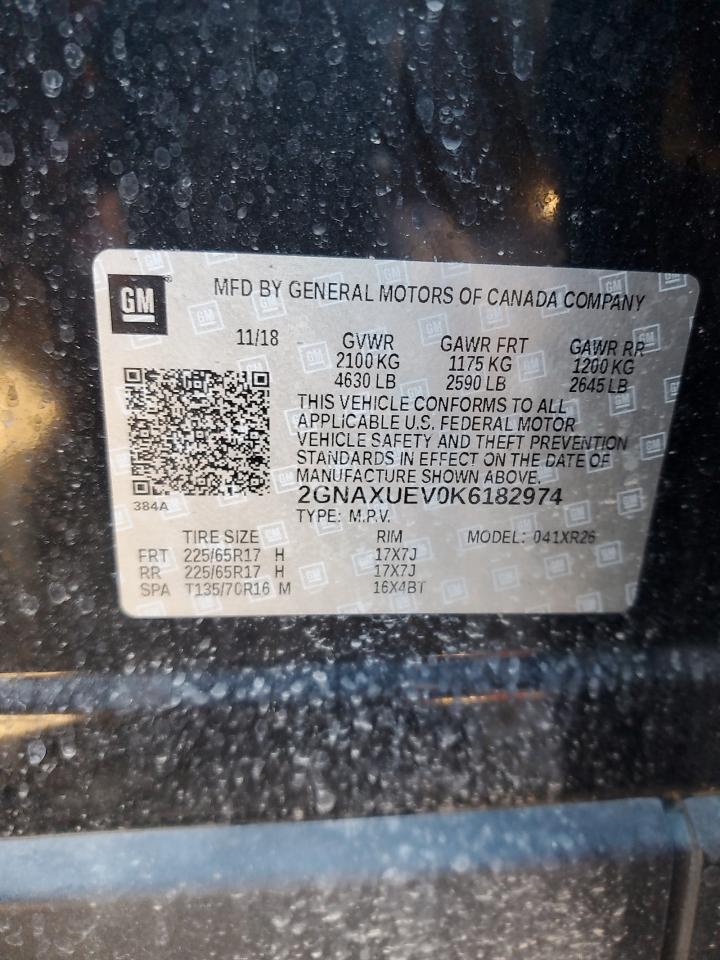 GM
MFD BY GENERAL MOTORS OF CANADA COMPANY
11/18 GVWR GAWR FRT GAWR RR
2100 KG 1175 KG 1200 KG
4630 LB 2590 LB 2645 LB
THIS VEHICLE CONFORMS TO ALL
APPLICABLE U.S. FEDERAL MOTOR
VEHICLE SAFETY AND THEFT PREVENTION
STANDARDS IN EFFECT ON THE DATE OF
MANUFACTURE SHOWN ABOVE.
2GNAXUEV0K6182974
384A
TYPE: M.P.V.
TIRE SIZE RIM MODEL: 041XR26
FRT 225/65R17 H 17X7J
RR 225/65R17 H 17X7J
SPA T135/70R16 M 16X4BT